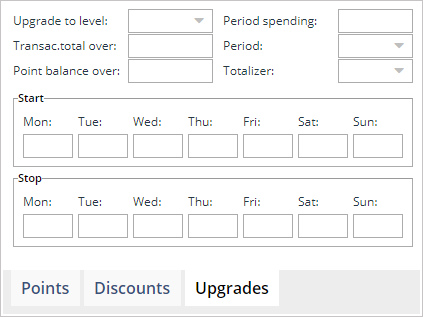 Upgrade to level: Period spending:
Transac.total over: Period:
Point balance over: Totalizer:
Start
Mon: Tue: Wed: Thu: Fri: Sat: Sun:
Stop
Mon: Tue: Wed: Thu: Fri: Sat: Sun:
Points Discounts Upgrades